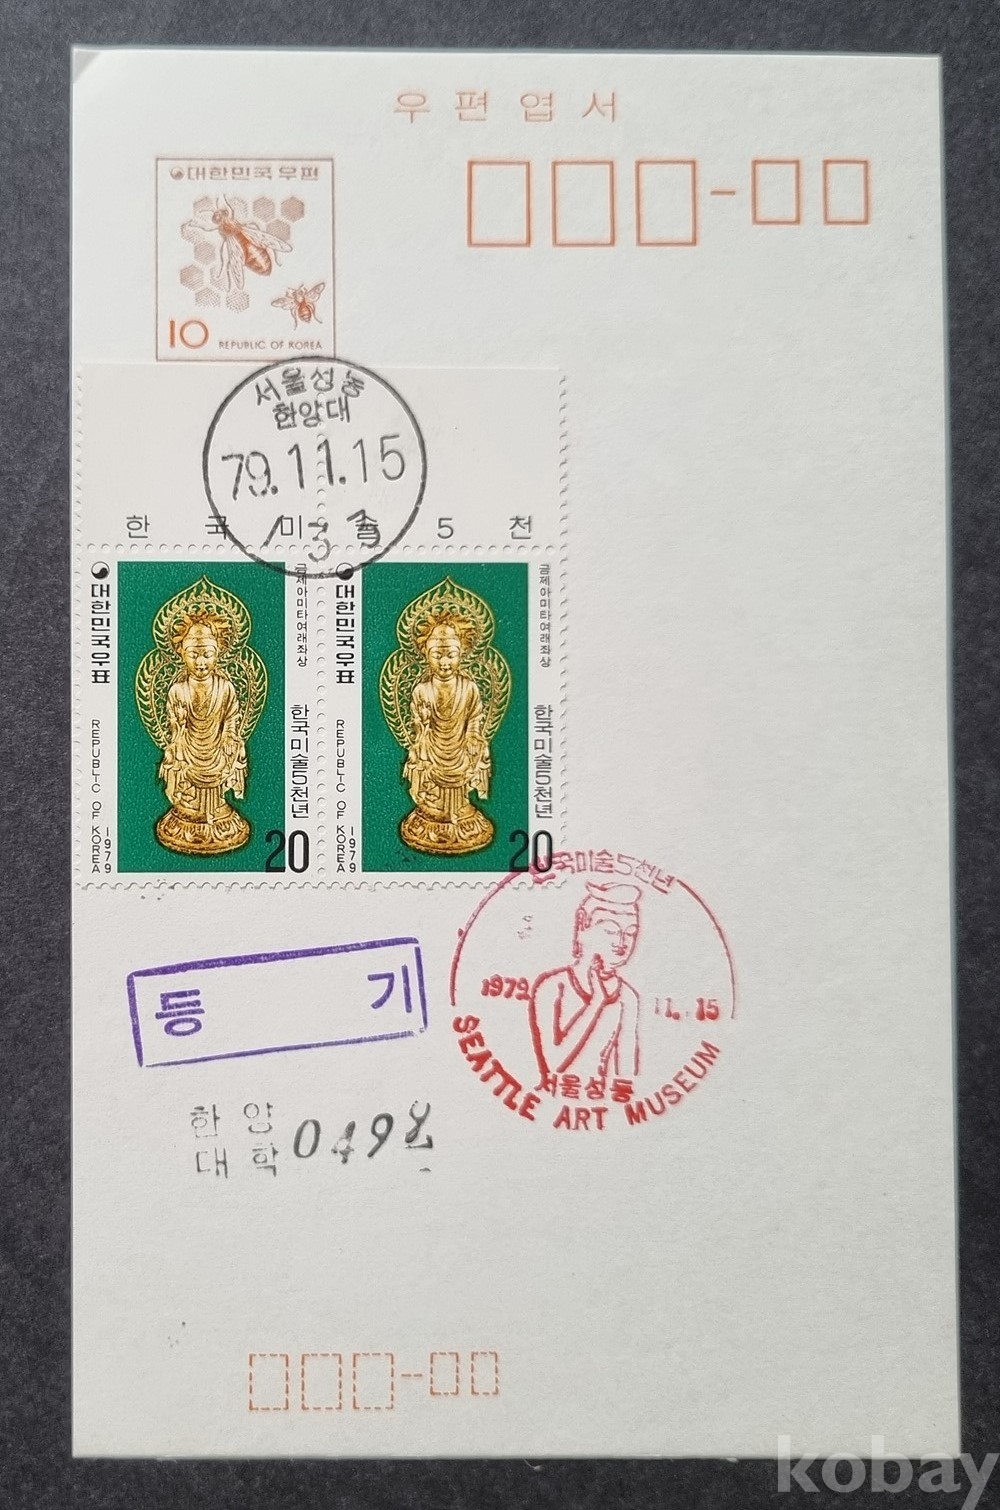 우편엽서
대한민국우편
10 REPUBLIC OF KOREA
서울성동
한양대
79.11.15
한국미술5천
대한민국우표
REPUBLIC OF KOREA 1979
금제아미타여래좌상
한국미술5천년
20
대한민국우표
REPUBLIC OF KOREA 1979
금제아미타여래좌상
한국미술5천년
20
한국미술5천년
1979. 11. 15
서울성동
SEATTLE ART MUSEUM
등기
한양
대학
kobay